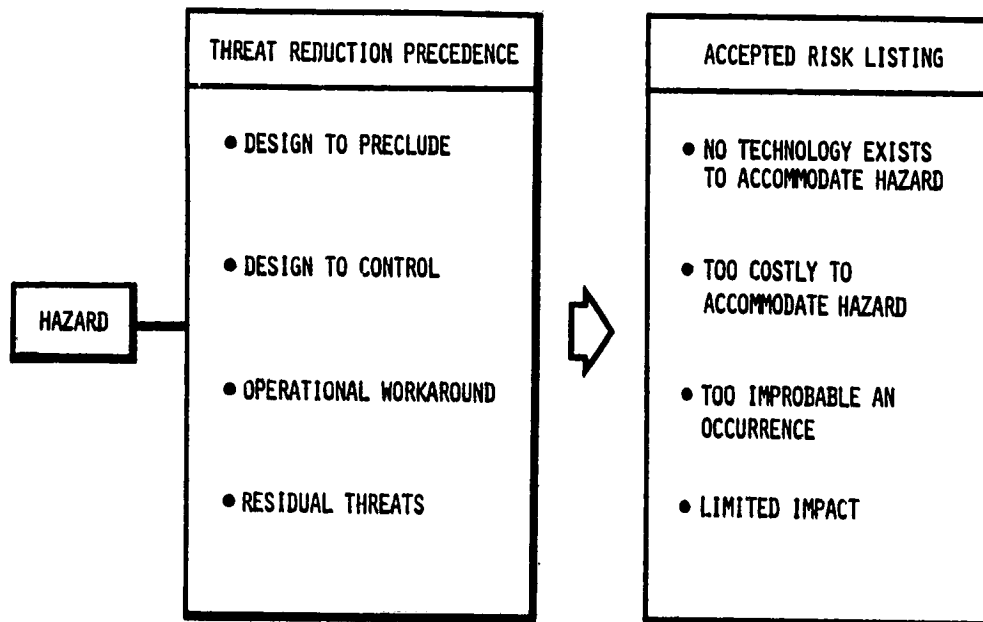 HAZARD
THREAT REDUCTION PRECEDENCE
● DESIGN TO PRECLUDE
● DESIGN TO CONTROL
● OPERATIONAL WORKAROUND
● RESIDUAL THREATS
ACCEPTED RISK LISTING
● NO TECHNOLOGY EXISTS
TO ACCOMMODATE HAZARD
● TOO COSTLY TO
ACCOMMODATE HAZARD
● TOO IMPROBABLE AN
OCCURRENCE
● LIMITED IMPACT